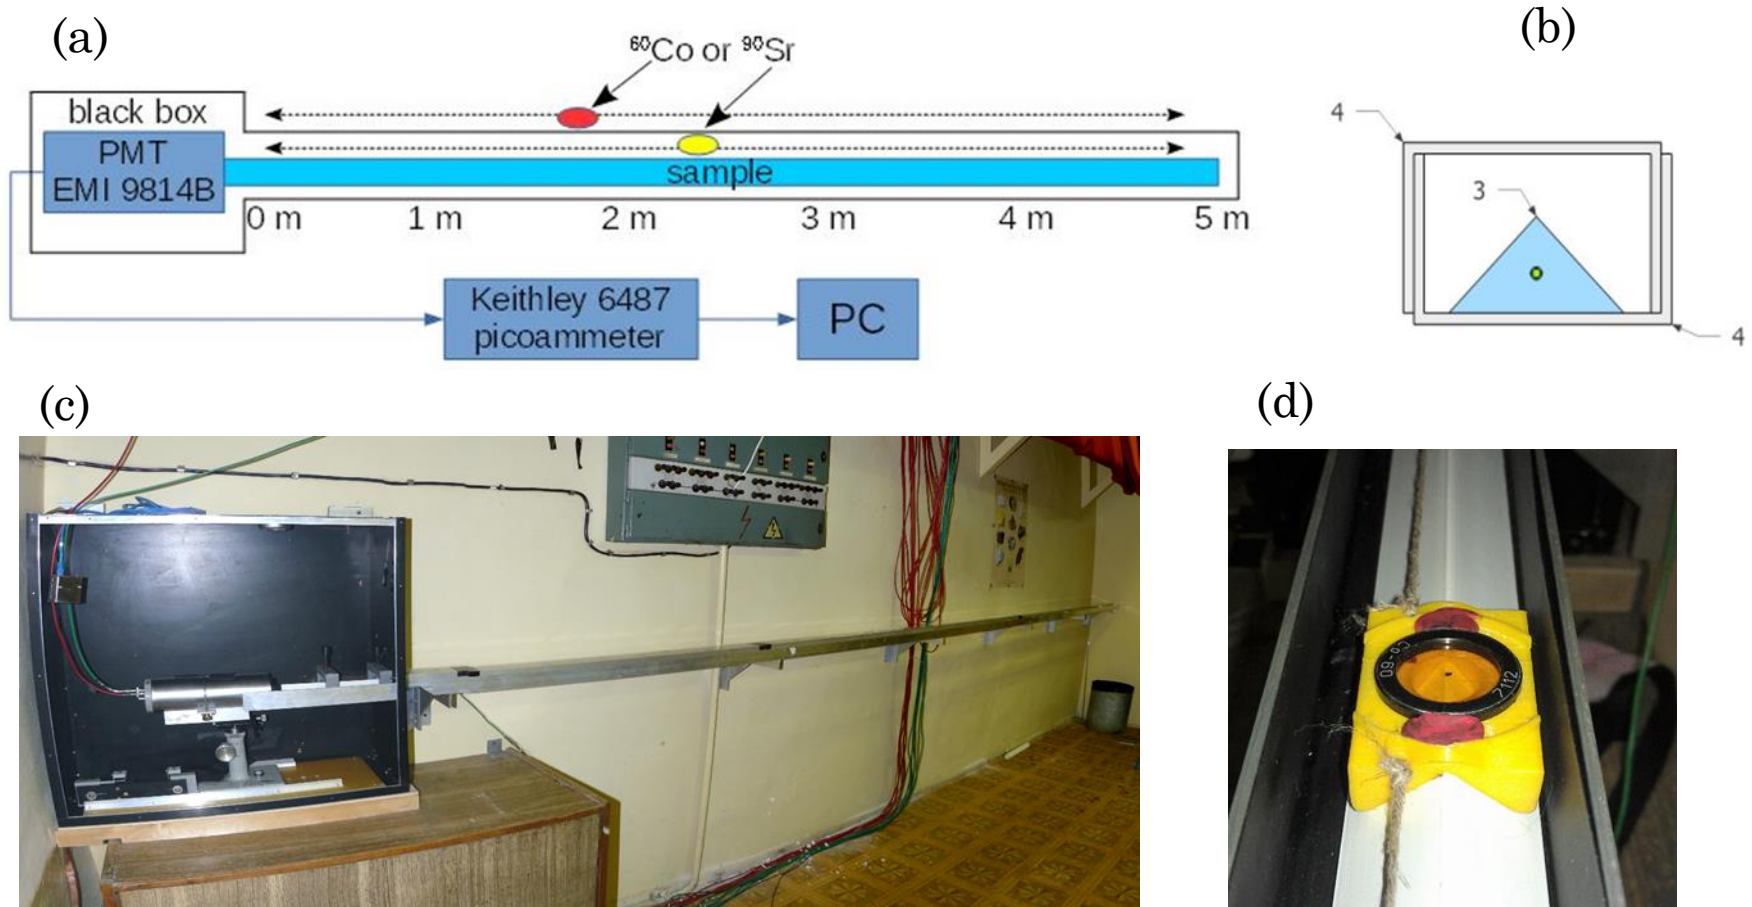 (a)
⁶⁰Co or ⁹⁰Sr
black box
PMT
EMI 9814B
sample
0 m 1 m 2 m 3 m 4 m 5 m
Keithley 6487
picoammeter
PC
(b)
4
3
4
(c)
(d)
Co-60
2112